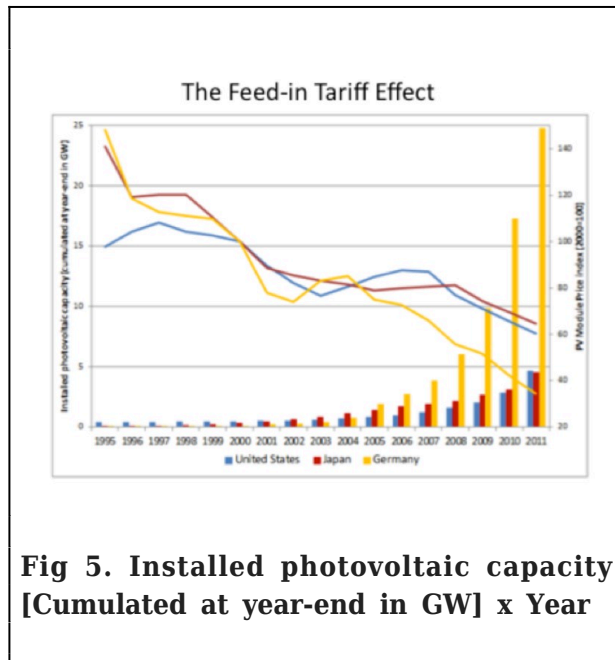 The Feed-in Tariff Effect
Installed photovoltaic capacity [cumulated at year-end in GW]
25
20
15
10
5
0
140
120
100
80
60
40
20
PV Module Price Index [2000=100]
1995 1996 1997 1998 1999 2000 2001 2002 2003 2004 2005 2006 2007 2008 2009 2010 2011
United States Japan Germany
Fig 5. Installed photovoltaic capacity
[Cumulated at year-end in GW] x Year